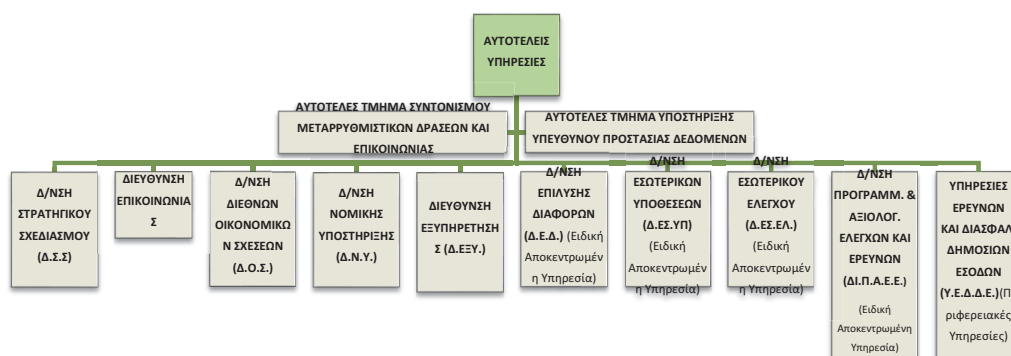 ΑΥΤΟΤΕΛΕΙΣ
ΥΠΗΡΕΣΙΕΣ
ΑΥΤΟΤΕΛΕΣ ΤΜΗΜΑ ΣΥΝΤΟΝΙΣΜΟΥ
ΜΕΤΑΡΡΥΘΜΙΣΤΙΚΩΝ ΔΡΑΣΕΩΝ ΚΑΙ
ΕΠΙΚΟΙΝΩΝΙΑΣ
ΑΥΤΟΤΕΛΕΣ ΤΜΗΜΑ ΥΠΟΣΤΗΡΙΞΗΣ
ΥΠΕΥΘΥΝΟΥ ΠΡΟΣΤΑΣΙΑΣ ΔΕΔΟΜΕΝΩΝ
Δ/ΝΣΗ
ΣΤΡΑΤΗΓΙΚΟΥ
ΣΧΕΔΙΑΣΜΟΥ
(Δ.Σ.Σ)
ΔΙΕΥΘΥΝΣΗ
ΕΠΙΚΟΙΝΩΝΙΑ
Σ
Δ/ΝΣΗ
ΔΙΕΘΝΩΝ
ΟΙΚΟΝΟΜΙΚΩ
Ν ΣΧΕΣΕΩΝ
(Δ.Ο.Σ.)
Δ/ΝΣΗ
ΝΟΜΙΚΗΣ
ΥΠΟΣΤΗΡΙΞΗΣ
(Δ.Ν.Υ.)
ΔΙΕΥΘΥΝΣΗ
ΕΞΥΠΗΡΕΤΗΣΗ
Σ (Δ.ΕΞΥ.)
Δ/ΝΣΗ
ΕΠΙΛΥΣΗΣ
ΔΙΑΦΟΡΩΝ
(Δ.Ε.Δ.) (Ειδική
Αποκεντρωμέν
η Υπηρεσία)
Δ/ΝΣΗ
ΕΣΩΤΕΡΙΚΩΝ
ΥΠΟΘΕΣΕΩΝ
(Δ.ΕΣ.ΥΠ)
(Ειδική
Αποκεντρωμέν
η Υπηρεσία)
Δ/ΝΣΗ
ΕΣΩΤΕΡΙΚΟΥ
ΕΛΕΓΧΟΥ
(Δ.ΕΣ.ΕΛ.)
(Ειδική
Αποκεντρωμέν
η Υπηρεσία)
Δ/ΝΣΗ
ΠΡΟΓΡΑΜΜ. &
ΑΞΙΟΛΟΓ.
ΕΛΕΓΧΩΝ ΚΑΙ
ΕΡΕΥΝΩΝ
(ΔΙ.Π.Α.Ε.Ε.)
(Ειδική
Αποκεντρωμένη
Υπηρεσία)
ΥΠΗΡΕΣΙΕΣ
ΕΡΕΥΝΩΝ
ΚΑΙ ΔΙΑΣΦΑΛ
ΔΗΜΟΣΙΩΝ
ΕΣΟΔΩΝ
(Υ.Ε.Δ.Δ.Ε.)(Π
ριφερειακές
Υπηρεσίες)